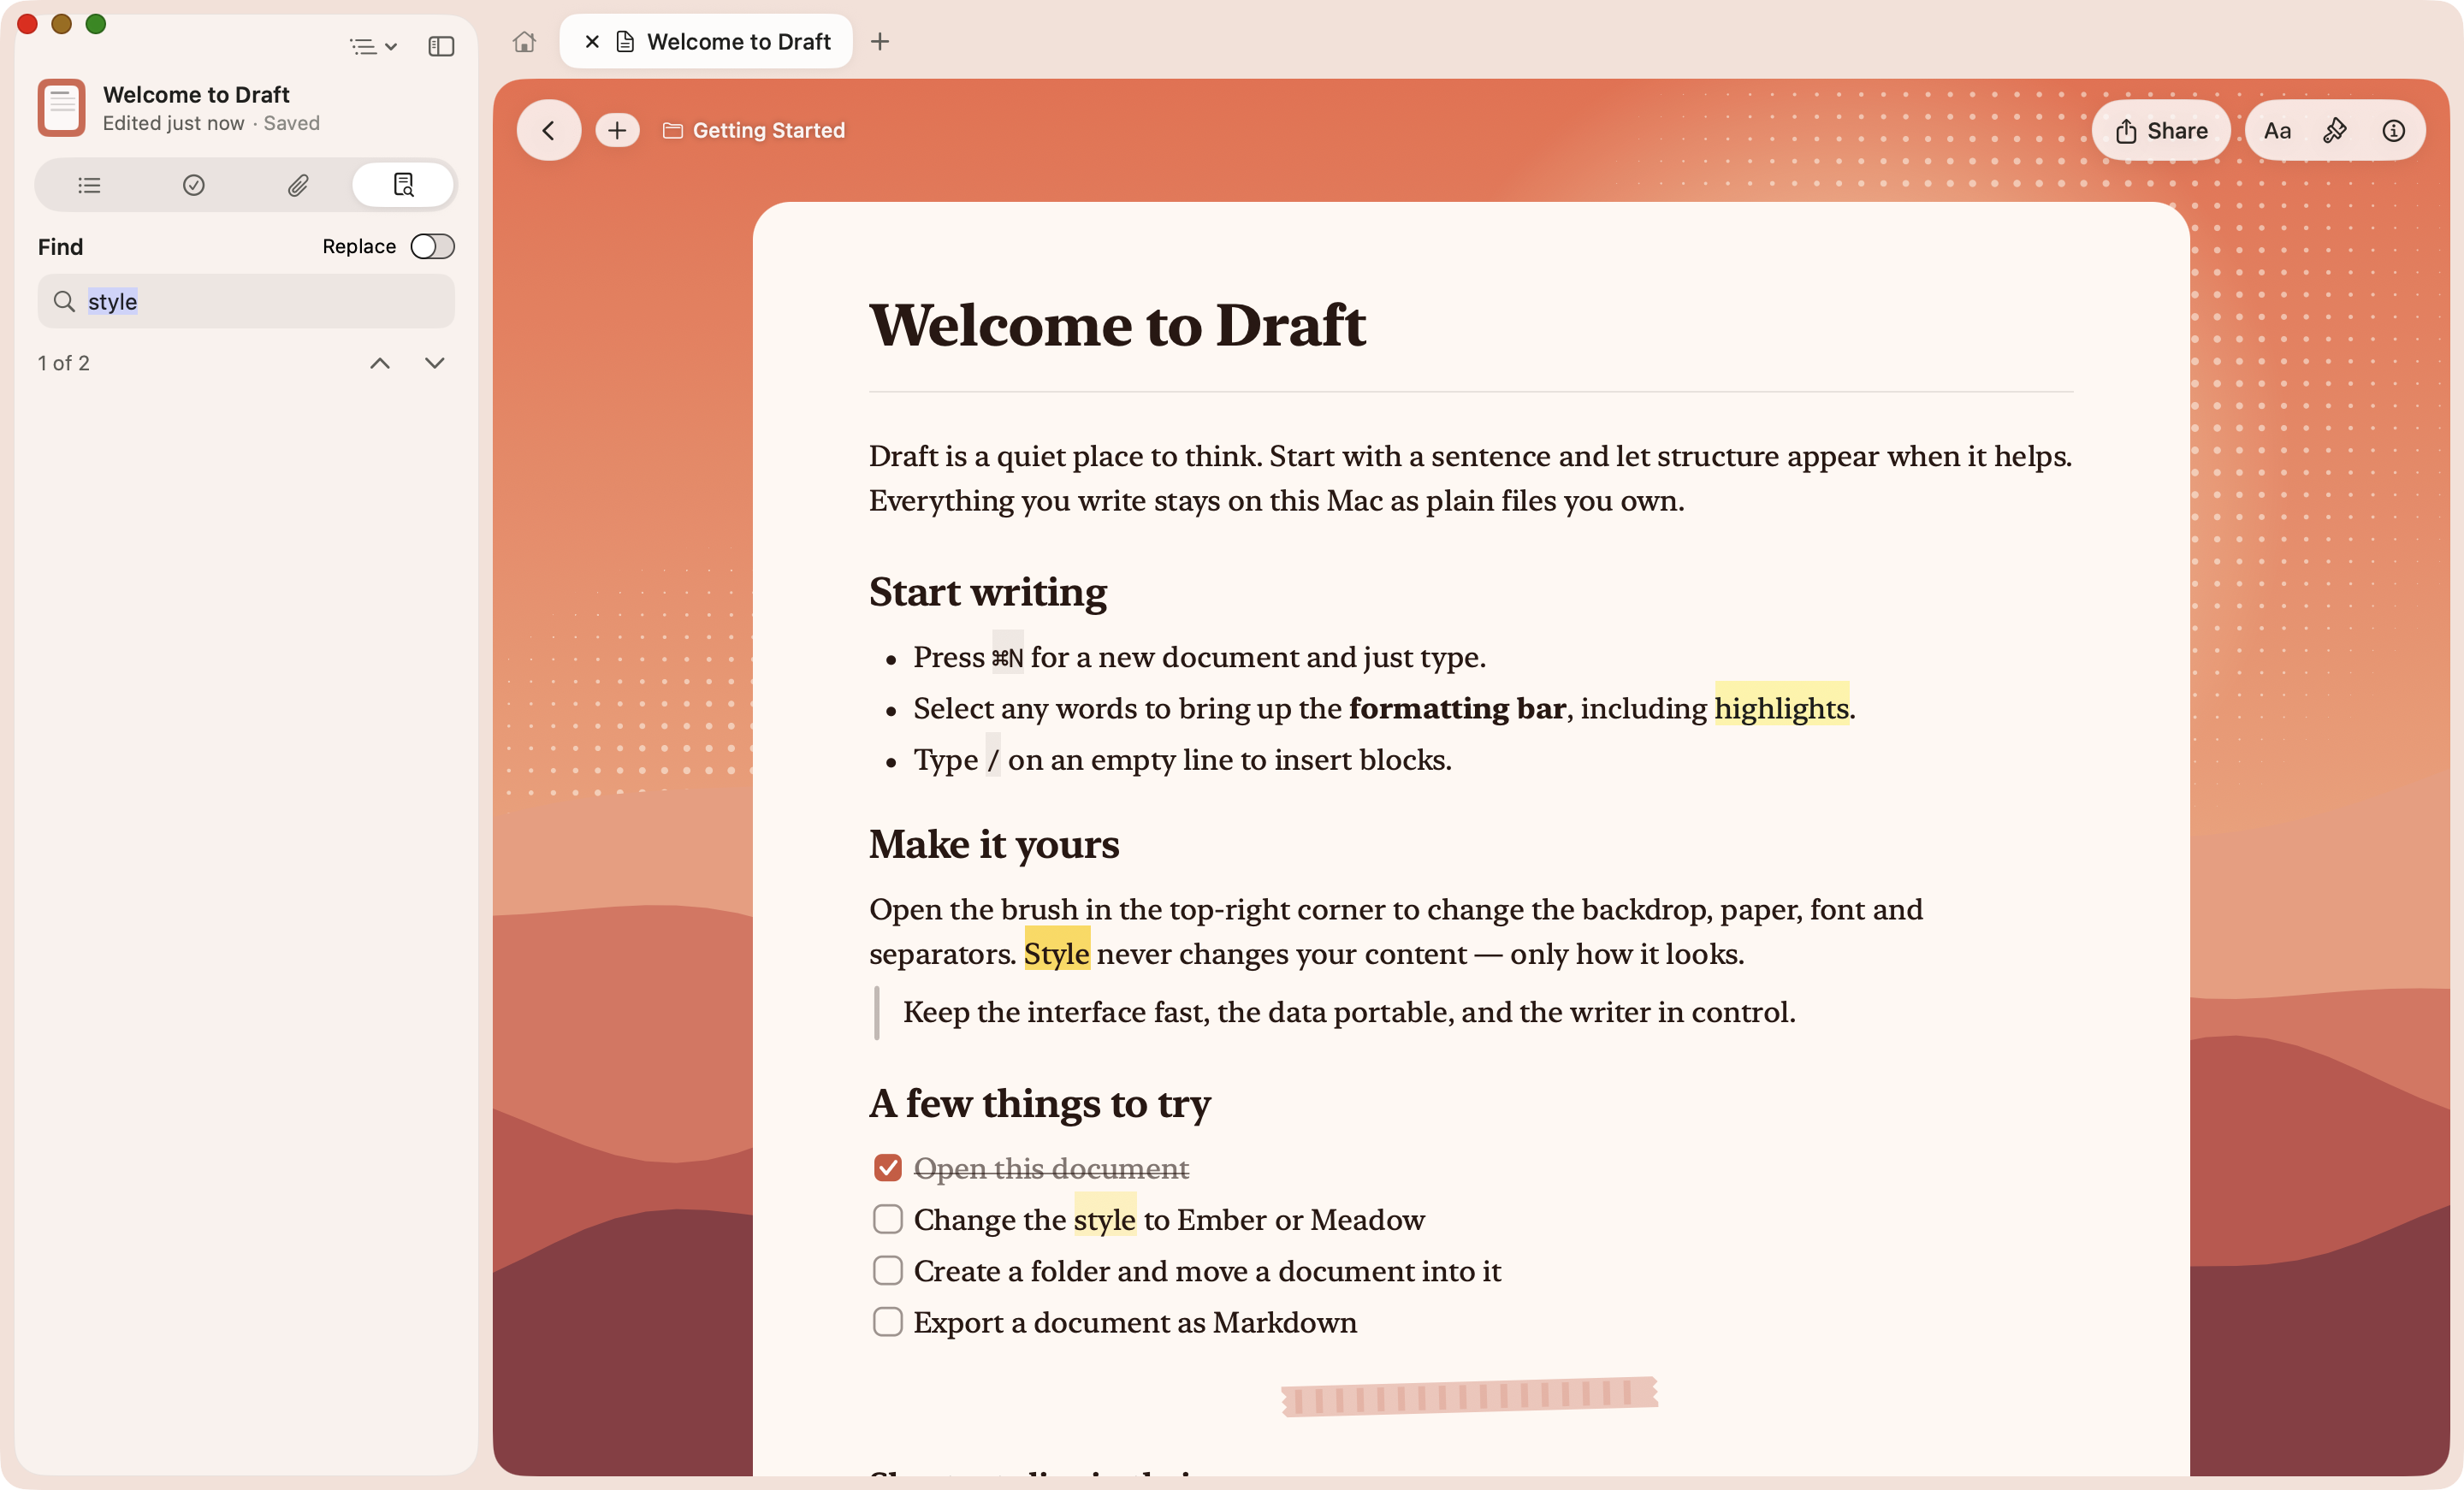 Welcome to Draft
Welcome to Draft
Edited just now · Saved
Find
Replace
style
1 of 2
Getting Started
Share
Aa
Welcome to Draft
Draft is a quiet place to think. Start with a sentence and let structure appear when it helps.
Everything you write stays on this Mac as plain files you own.
Start writing
• Press ⌘N for a new document and just type.
• Select any words to bring up the formatting bar, including highlights.
• Type / on an empty line to insert blocks.
Make it yours
Open the brush in the top-right corner to change the backdrop, paper, font and
separators. Style never changes your content — only how it looks.
Keep the interface fast, the data portable, and the writer in control.
A few things to try
Open this document
Change the style to Ember or Meadow
Create a folder and move a document into it
Export a document as Markdown